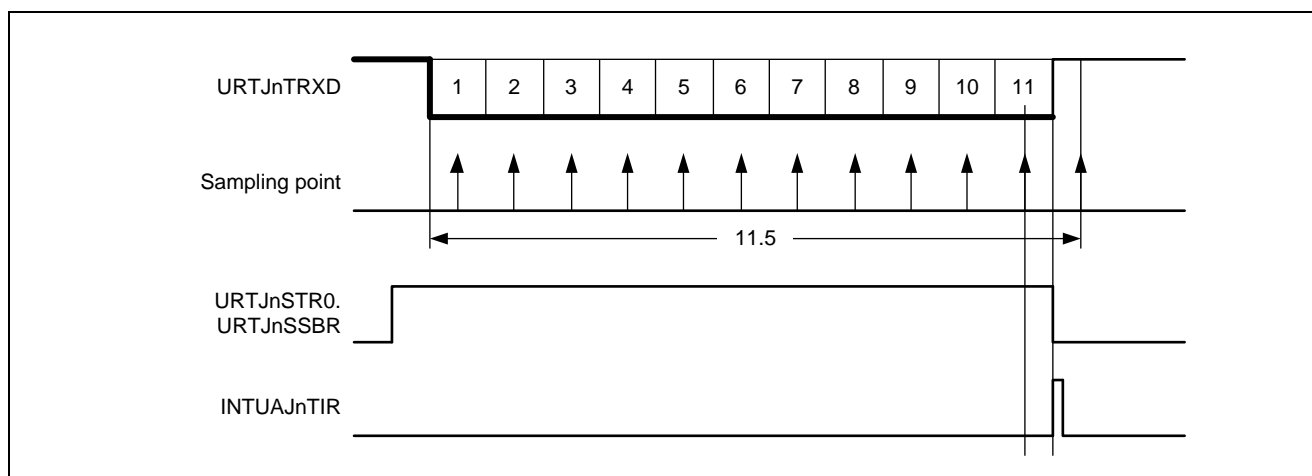 URTJnTRXD 1 2 3 4 5 6 7 8 9 10 11
Sampling point
11.5
URTJnSTR0.
URTJnSSBR
INTUAJnTIR